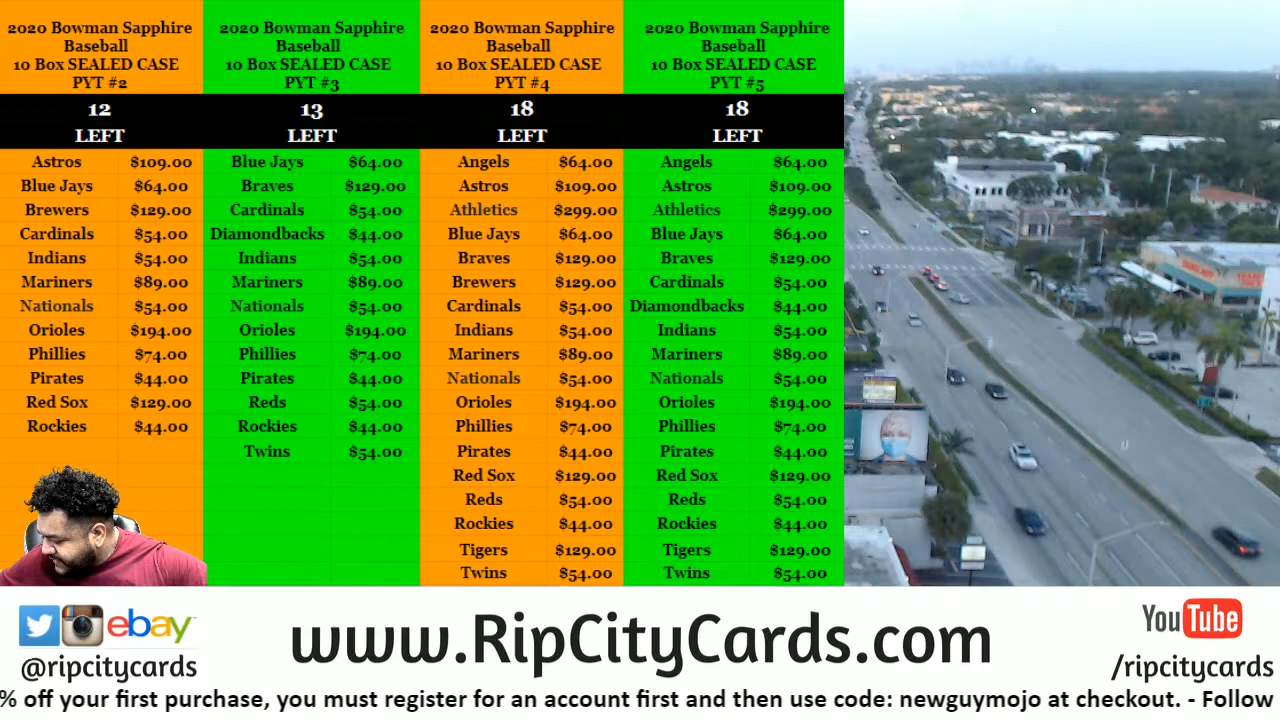 2020 Bowman Sapphire
Baseball
10 Box SEALED CASE
PYT #2
12
LEFT
Astros $109.00
Blue Jays $64.00
Brewers $129.00
Cardinals $54.00
Indians $54.00
Mariners $89.00
Nationals $54.00
Orioles $194.00
Phillies $74.00
Pirates $44.00
Red Sox $129.00
Rockies $44.00
2020 Bowman Sapphire
Baseball
10 Box SEALED CASE
PYT #3
13
LEFT
Blue Jays $64.00
Braves $129.00
Cardinals $54.00
Diamondbacks $44.00
Indians $54.00
Mariners $89.00
Nationals $54.00
Orioles $194.00
Phillies $74.00
Pirates $44.00
Reds $54.00
Rockies $44.00
Twins $54.00
2020 Bowman Sapphire
Baseball
10 Box SEALED CASE
PYT #4
18
LEFT
Angels $64.00
Astros $109.00
Athletics $299.00
Blue Jays $64.00
Braves $129.00
Brewers $129.00
Cardinals $54.00
Indians $54.00
Mariners $89.00
Nationals $54.00
Orioles $194.00
Phillies $74.00
Pirates $44.00
Red Sox $129.00
Reds $54.00
Rockies $44.00
Tigers $129.00
Twins $54.00
2020 Bowman Sapphire
Baseball
10 Box SEALED CASE
PYT #5
18
LEFT
Angels $64.00
Astros $109.00
Athletics $299.00
Blue Jays $64.00
Braves $129.00
Cardinals $54.00
Diamondbacks $44.00
Indians $54.00
Mariners $89.00
Nationals $54.00
Orioles $194.00
Phillies $74.00
Pirates $44.00
Red Sox $129.00
Reds $54.00
Rockies $44.00
Tigers $129.00
Twins $54.00
ebay
@ripcitycards
www.RipCityCards.com
YouTube
/ripcitycards
% off your first purchase, you must register for an account first and then use code: newguymojo at checkout. - Follow